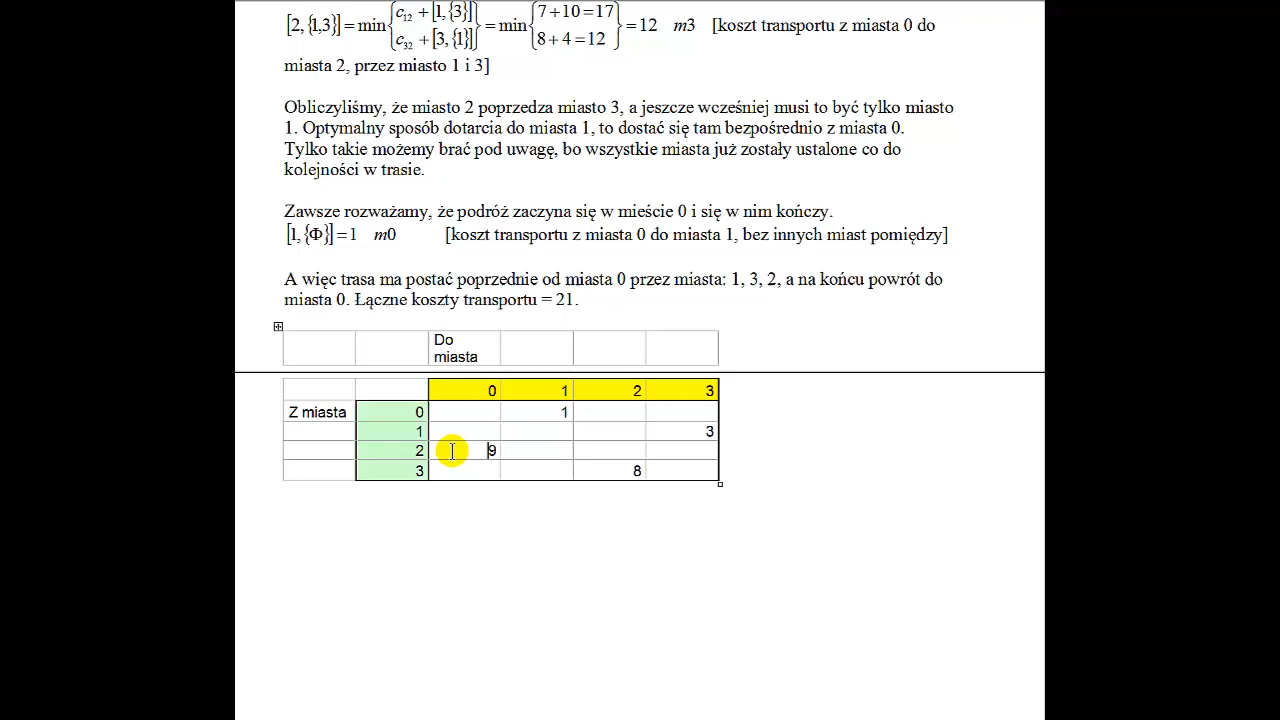 [2, {1,3}] = min { c12 + [1, {3}] c32 + [3, {1}] } = min { 7 + 10 = 17 8 + 4 = 12 } = 12 m3 [koszt transportu z miasta 0 do
miasta 2, przez miasto 1 i 3]
Obliczyliśmy, że miasto 2 poprzedza miasto 3, a jeszcze wcześniej musi to być tylko miasto
1. Optymalny sposób dotarcia do miasta 1, to dostać się tam bezpośrednio z miasta 0.
Tylko takie możemy brać pod uwagę, bo wszystkie miasta już zostały ustalone co do
kolejności w trasie.
Zawsze rozważamy, że podróż zaczyna się w mieście 0 i się w nim kończy.
[1, {Φ}] = 1 m0 [koszt transportu z miasta 0 do miasta 1, bez innych miast pomiędzy]
A więc trasa ma postać poprzednie od miasta 0 przez miasta: 1, 3, 2, a na końcu powrót do
miasta 0. Łączne koszty transportu = 21.
Do
miasta
0 1 2 3
Z miasta 0 1
1 3
2 9
3 8